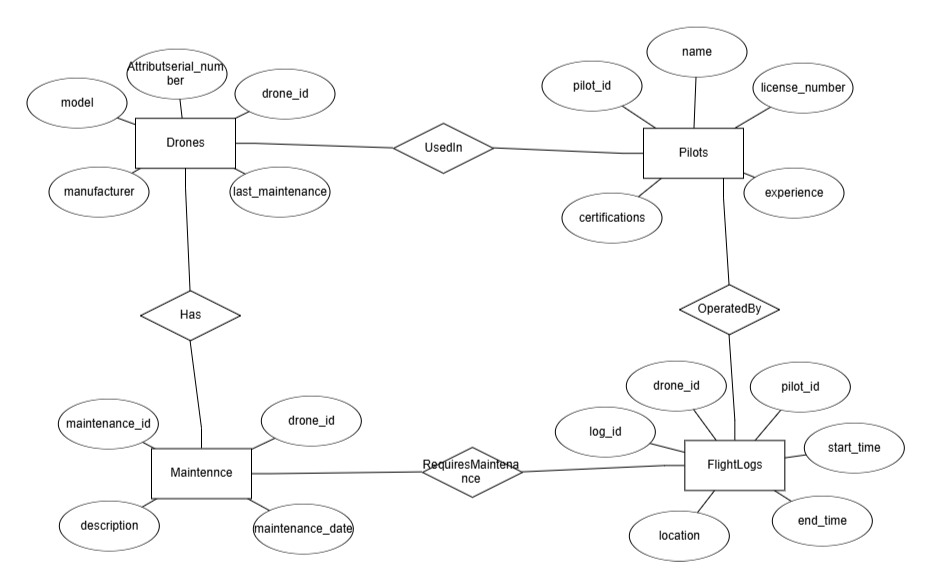 name
Attributserial_num
ber
pilot_id
license_number
drone_id
model
Drones
UsedIn
Pilots
manufacturer
last_maintenance
experience
certifications
Has
OperatedBy
drone_id
pilot_id
maintenance_id
drone_id
log_id
start_time
Maintennce
RequiresMaintena
nce
FlightLogs
description
maintenance_date
location
end_time